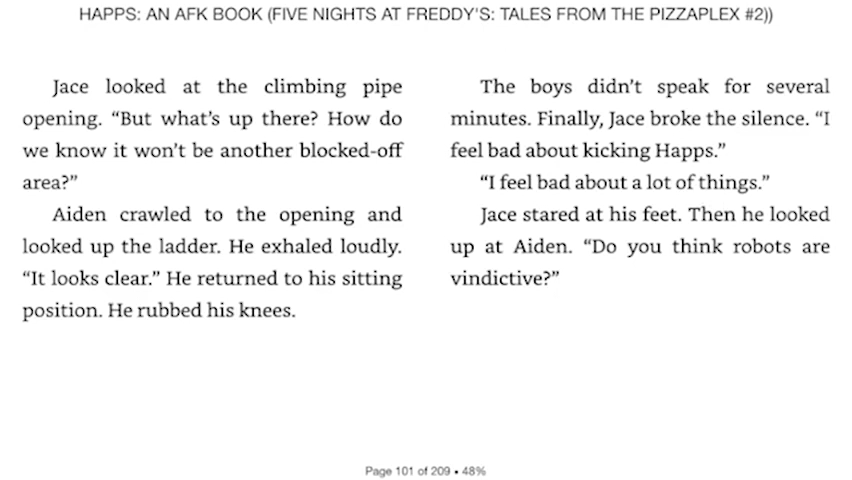 HAPPS: AN AFK BOOK (FIVE NIGHTS AT FREDDY'S: TALES FROM THE PIZZAPLEX #2))
Jace looked at the climbing pipe
opening. “But what’s up there? How do
we know it won’t be another blocked-off
area?”
Aiden crawled to the opening and
looked up the ladder. He exhaled loudly.
“It looks clear.” He returned to his sitting
position. He rubbed his knees.
The boys didn’t speak for several
minutes. Finally, Jace broke the silence. “I
feel bad about kicking Happs.”
“I feel bad about a lot of things.”
Jace stared at his feet. Then he looked
up at Aiden. “Do you think robots are
vindictive?”
Page 101 of 209 • 48%